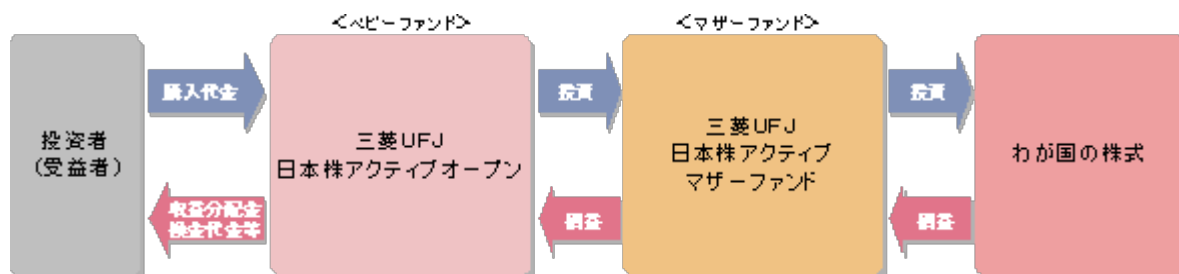 <ベビーファンド>
<マザーファンド>
投資者
(受益者)
購入代金
収益分配金
換金代金等
三菱UFJ
日本株アクティブオープン
投資
損益
三菱UFJ
日本株アクティブ
マザーファンド
投資
損益
わが国の株式